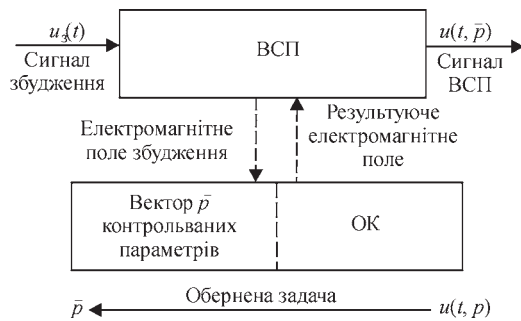 u_з(t)
Сигнал
збудження
ВСП
u(t, p̄)
Сигнал
ВСП
Електромагнітне
поле збудження
Результуюче
електромагнітне
поле
Вектор p̄
контрольваних
параметрів
ОК
p̄
Обернена задача
u(t, p)